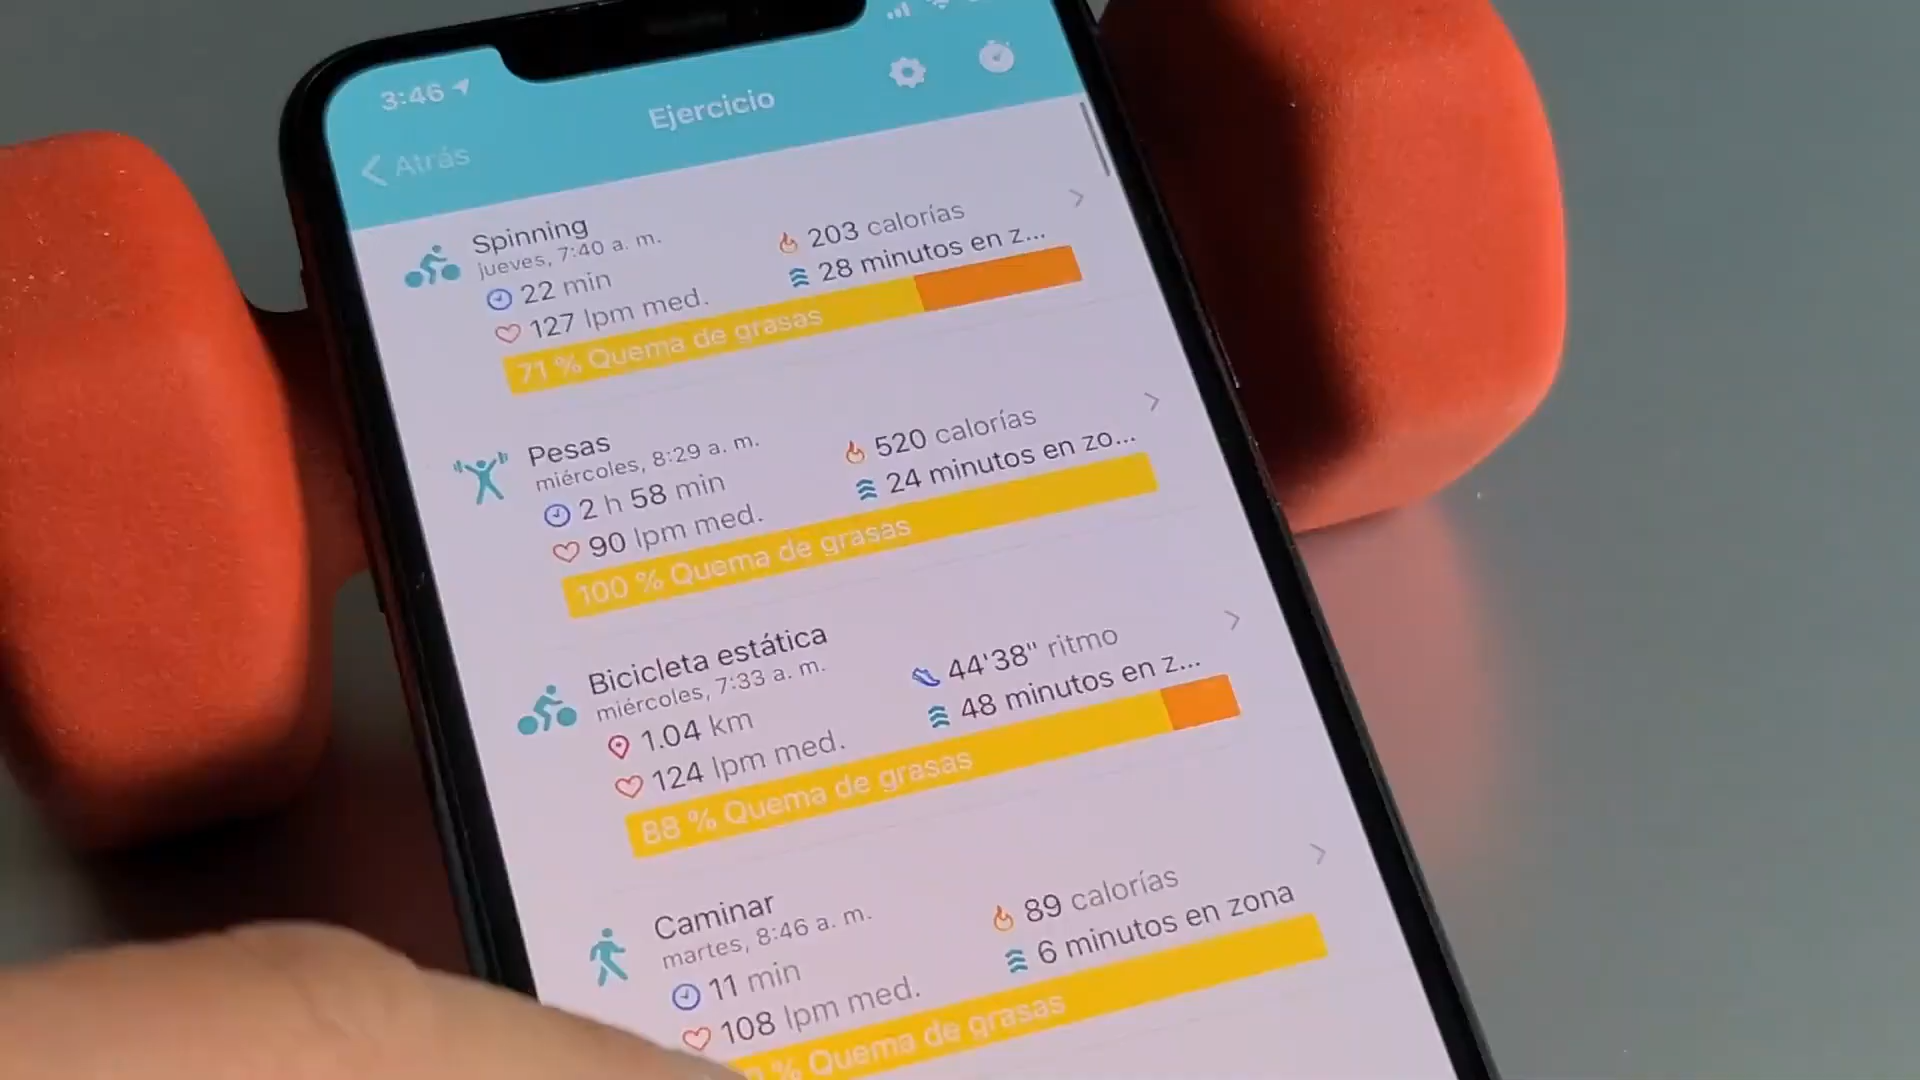 3:46
Ejercicio
Atrás
Spinning
jueves, 7:40 a. m.
22 min
127 lpm med.
203 calorías
28 minutos en z...
71 % Quema de grasas
Pesas
miércoles, 8:29 a. m.
2 h 58 min
90 lpm med.
520 calorías
24 minutos en zo...
100 % Quema de grasas
Bicicleta estática
miércoles, 7:33 a. m.
1.04 km
124 lpm med.
44'38" ritmo
48 minutos en z...
88 % Quema de grasas
Caminar
martes, 8:46 a. m.
11 min
108 lpm med.
89 calorías
6 minutos en zona
% Quema de grasas